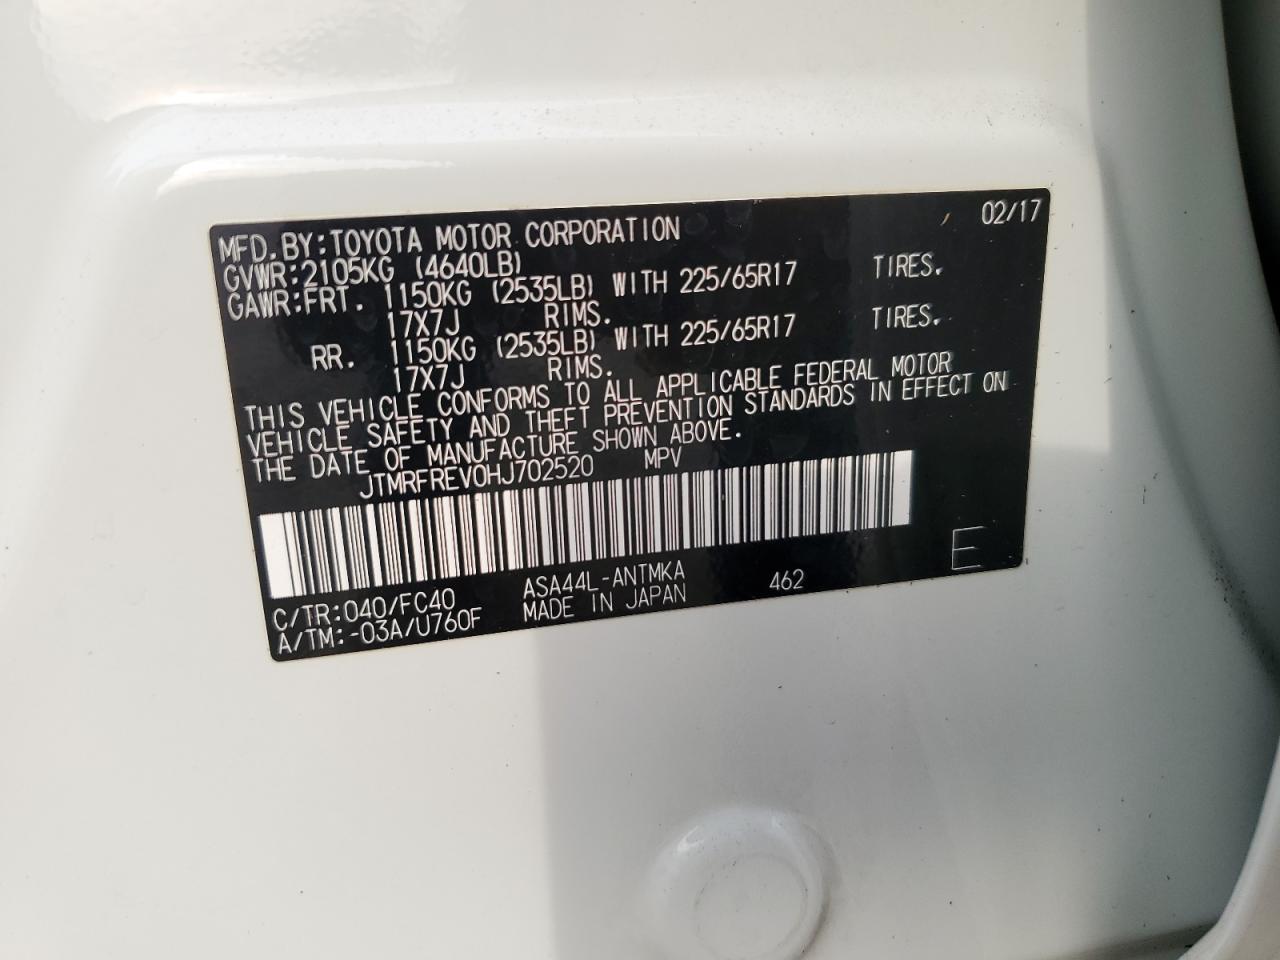 02/17
MFD.BY:TOYOTA MOTOR CORPORATION
GVWR:2105KG (4640LB)
GAWR:FRT. 1150KG (2535LB) WITH 225/65R17 TIRES.
17X7J RIMS.
RR. 1150KG (2535LB) WITH 225/65R17 TIRES.
17X7J RIMS.
THIS VEHICLE CONFORMS TO ALL APPLICABLE FEDERAL MOTOR
VEHICLE SAFETY AND THEFT PREVENTION STANDARDS IN EFFECT ON
THE DATE OF MANUFACTURE SHOWN ABOVE.
JTMRFREV0HJ702520 MPV
E
C/TR:040/FC40 ASA44L-ANTMKA 462
A/TM:-03A/U760F MADE IN JAPAN